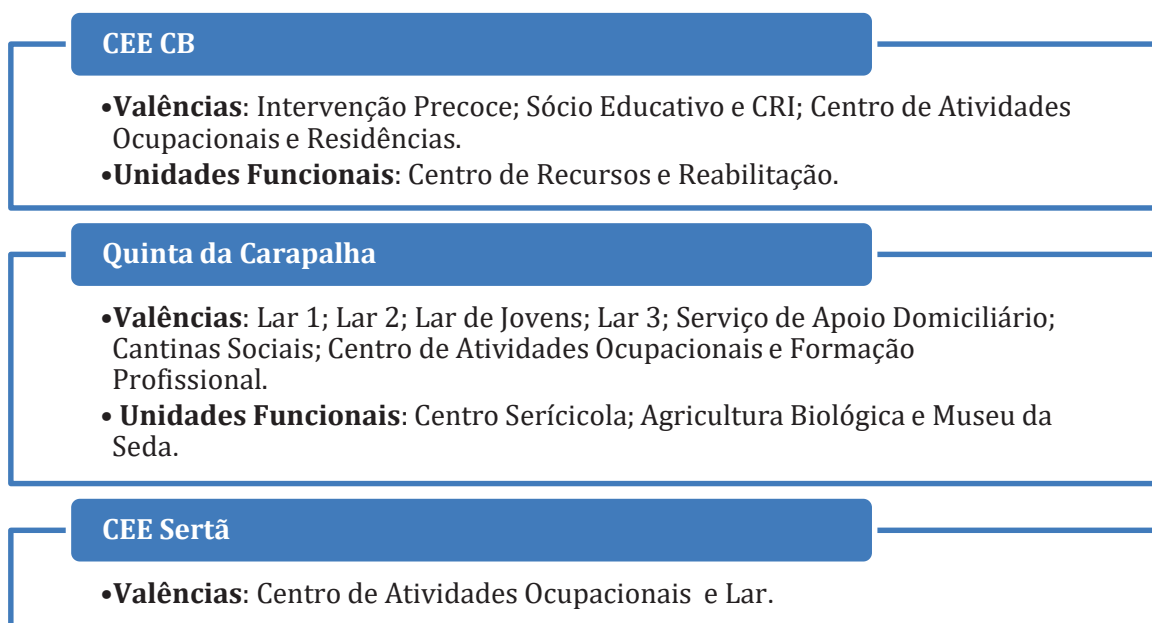 CEE CB
•Valências: Intervenção Precoce; Sócio Educativo e CRI; Centro de Atividades
Ocupacionais e Residências.
•Unidades Funcionais: Centro de Recursos e Reabilitação.
Quinta da Carapalha
•Valências: Lar 1; Lar 2; Lar de Jovens; Lar 3; Serviço de Apoio Domiciliário;
Cantinas Sociais; Centro de Atividades Ocupacionais e Formação
Profissional.
• Unidades Funcionais: Centro Serícicola; Agricultura Biológica e Museu da
Seda.
CEE Sertã
•Valências: Centro de Atividades Ocupacionais e Lar.